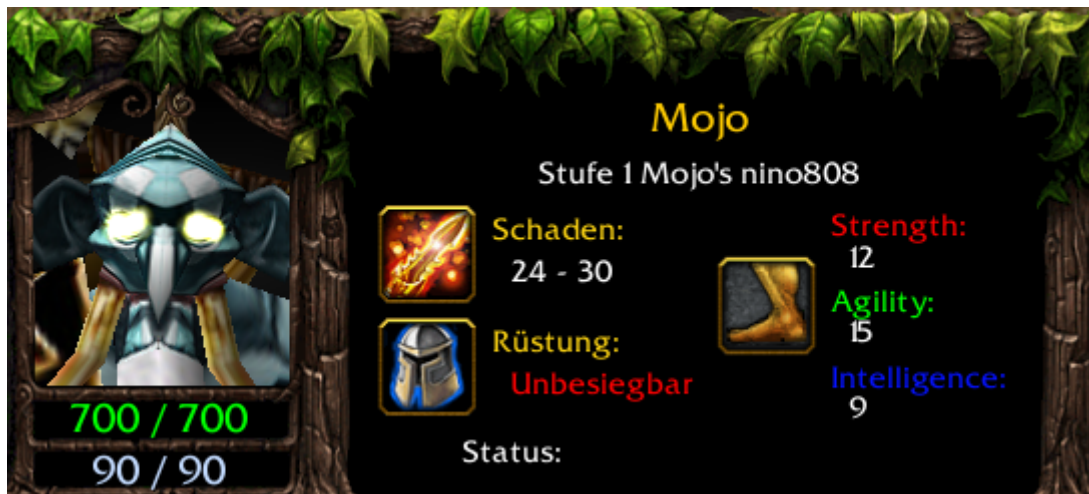 Mojo
Stufe 1 Mojo's nino808
Schaden:
24 - 30
Rüstung:
Unbesiegbar
Strength:
12
Agility:
15
Intelligence:
9
Status:
700 / 700
90 / 90